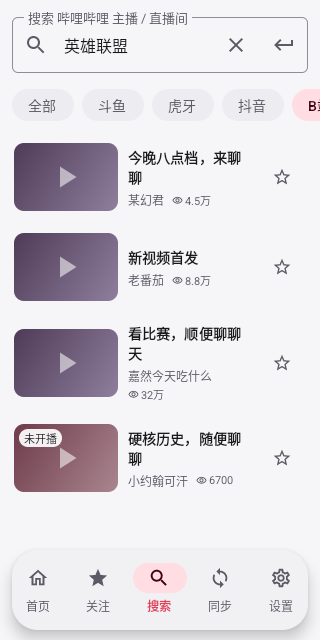 搜索 哔哩哔哩 主播 / 直播间
英雄联盟
全部
斗鱼
虎牙
抖音
今晚八点档，来聊
聊
某幻君 4.5万
新视频首发
老番茄 8.8万
看比赛，顺便聊聊
天
嘉然今天吃什么
32万
未开播
硬核历史，随便聊
聊
小约翰可汗 6700
首页
关注
搜索
同步
设置